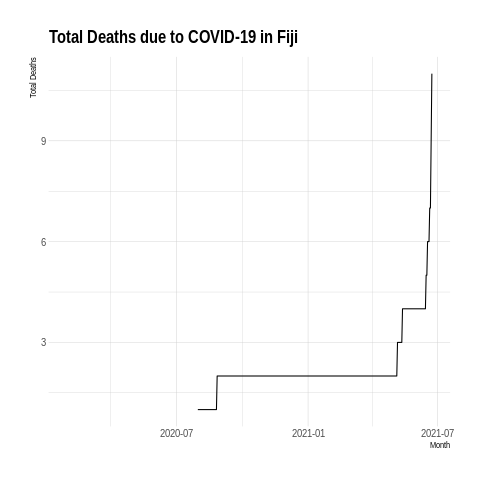 Total Deaths due to COVID-19 in Fiji
Total Deaths
9
6
3
2020-07
2021-01
2021-07
Month